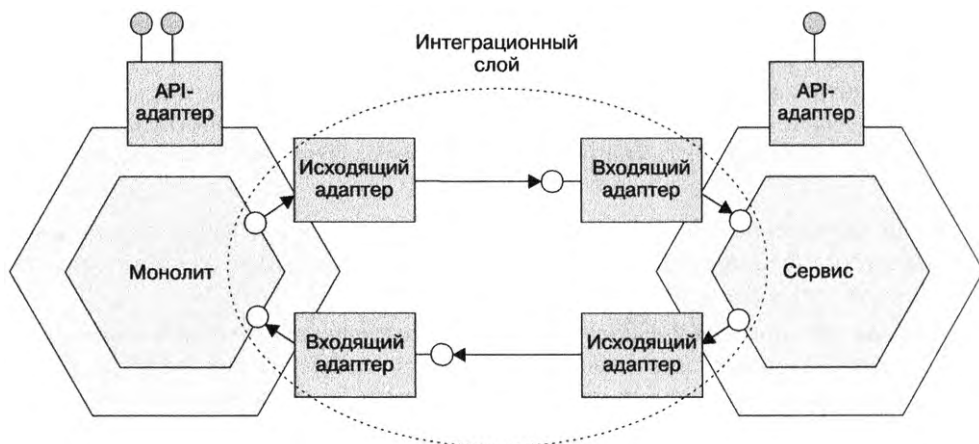 Интеграционный
слой
API-
адаптер
API-
адаптер
Исходящий
адаптер
Входящий
адаптер
Монолит
Сервис
Входящий
адаптер
Исходящий
адаптер